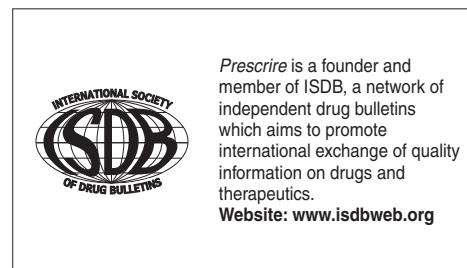 INTERNATIONAL SOCIETY
ISDB
OF DRUG BULLETINS
Prescrire is a founder and
member of ISDB, a network of
independent drug bulletins
which aims to promote
international exchange of quality
information on drugs and
therapeutics.
Website: www.isdbweb.org